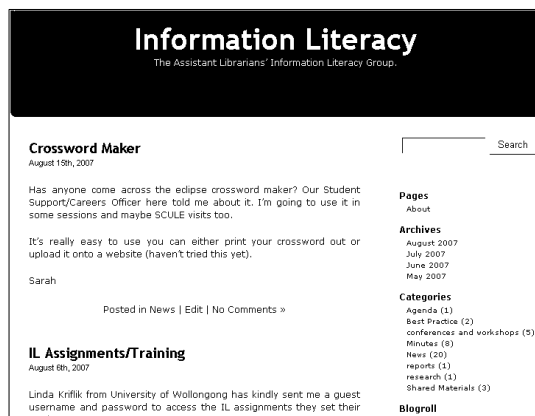 Information Literacy
The Assistant Librarians' Information Literacy Group.
Crossword Maker
August 15th, 2007
Has anyone come across the eclipse crossword maker? Our Student
Support/Careers Officer here told me about it. I'm going to use it in
some sessions and maybe SCULE visits too.
It's really easy to use you can either print your crossword out or
upload it onto a website (haven't tried this yet).
Sarah
Posted in News | Edit | No Comments »
IL Assignments/Training
August 6th, 2007
Linda Kriflik from University of Wollongong has kindly sent me a guest
username and password to access the IL assignments they set their
Search
Pages
About
Archives
August 2007
July 2007
June 2007
May 2007
Categories
Agenda (1)
Best Practice (2)
conferences and workshops (5)
Minutes (8)
News (20)
reports (1)
research (1)
Shared Materials (3)
Blogroll